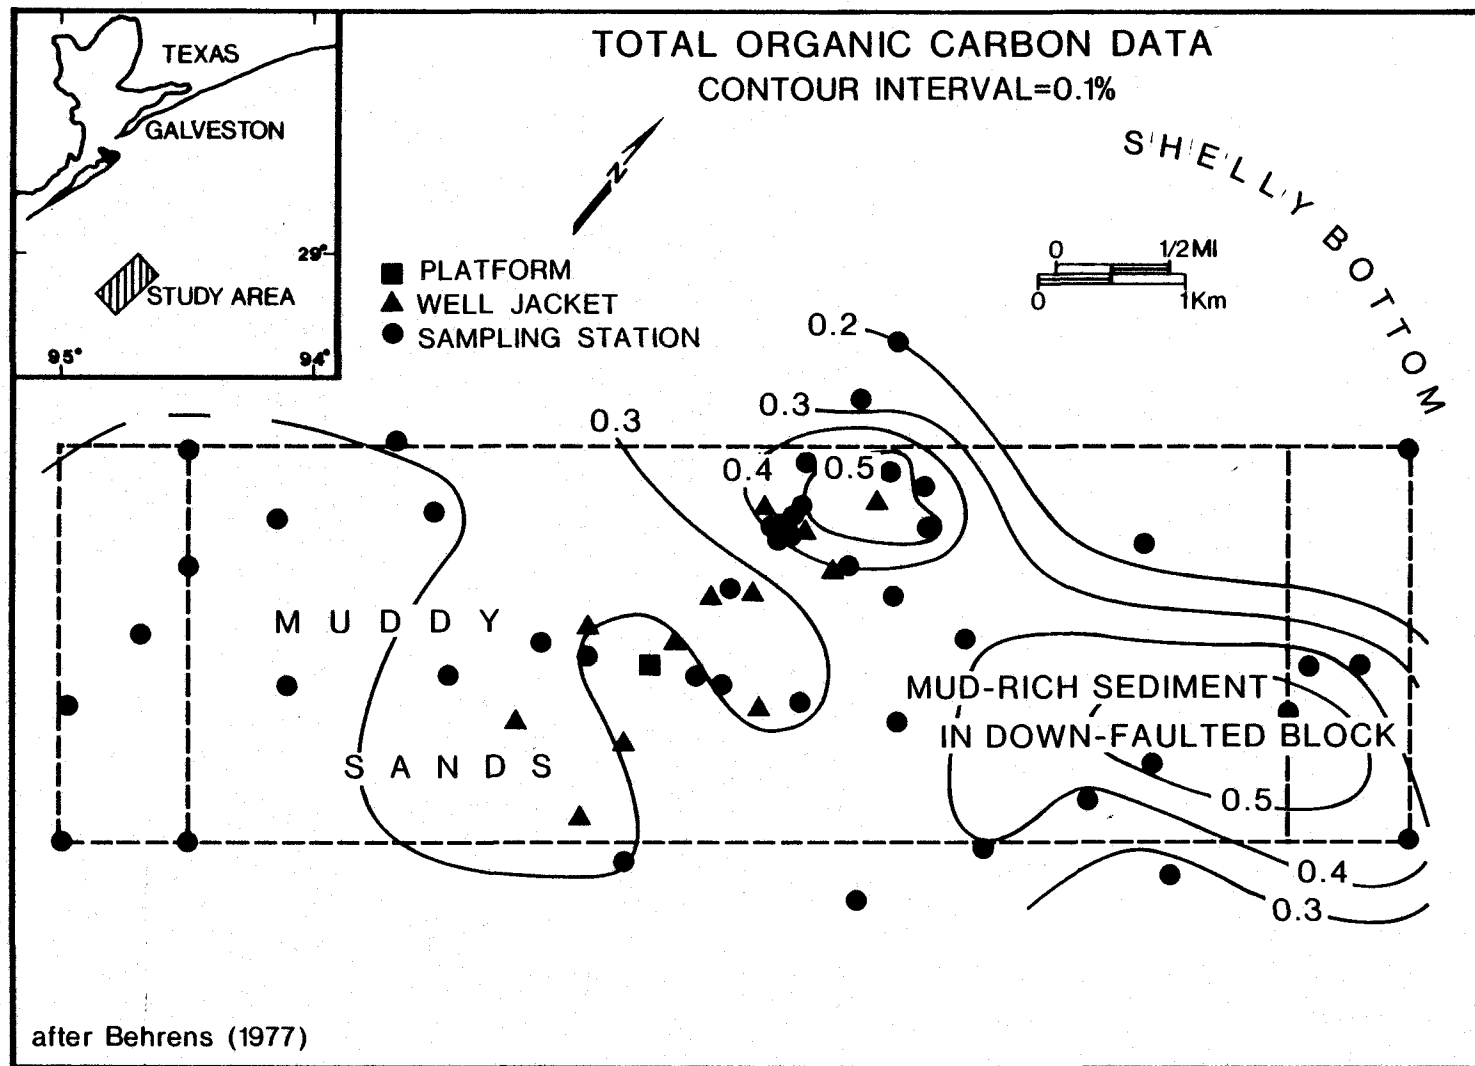 TOTAL ORGANIC CARBON DATA
CONTOUR INTERVAL=0.1%
TEXAS
GALVESTON
29°
STUDY AREA
95°
94°
N
PLATFORM
WELL JACKET
SAMPLING STATION
SHELLY BOTTOM
0 1/2MI
0 1Km
0.2
0.3
0.3
0.4
0.5
MUDDY
SANDS
MUD-RICH SEDIMENT
IN DOWN-FAULTED BLOCK
0.5
0.4
0.3
after Behrens (1977)